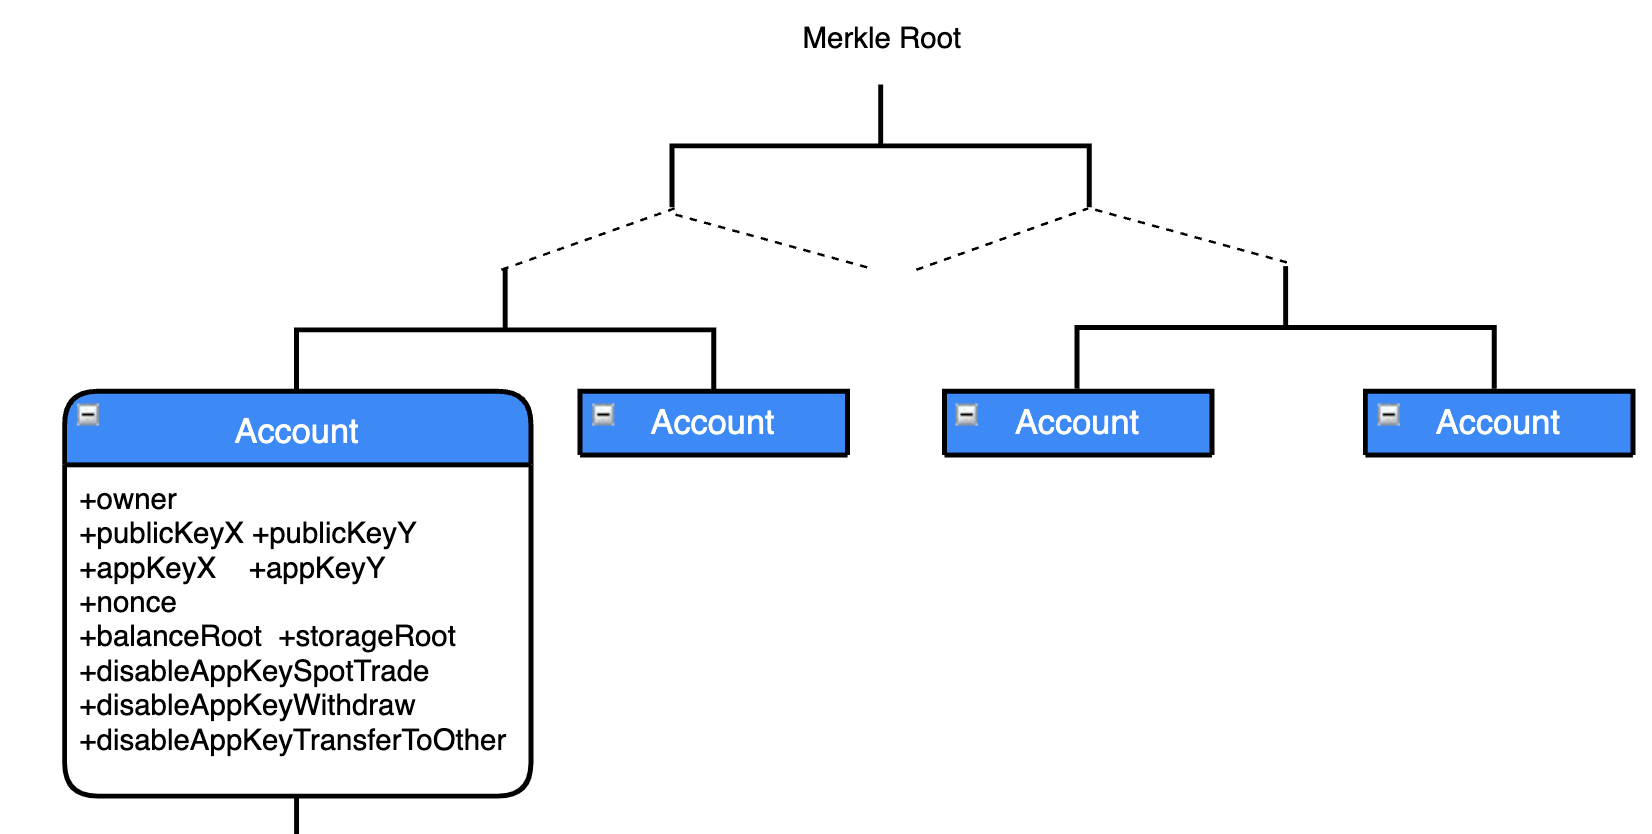 Merkle Root
Account
Account
Account
Account
+owner
+publicKeyX +publicKeyY
+appKeyX +appKeyY
+nonce
+balanceRoot +storageRoot
+disableAppKeySpotTrade
+disableAppKeyWithdraw
+disableAppKeyTransferToOther